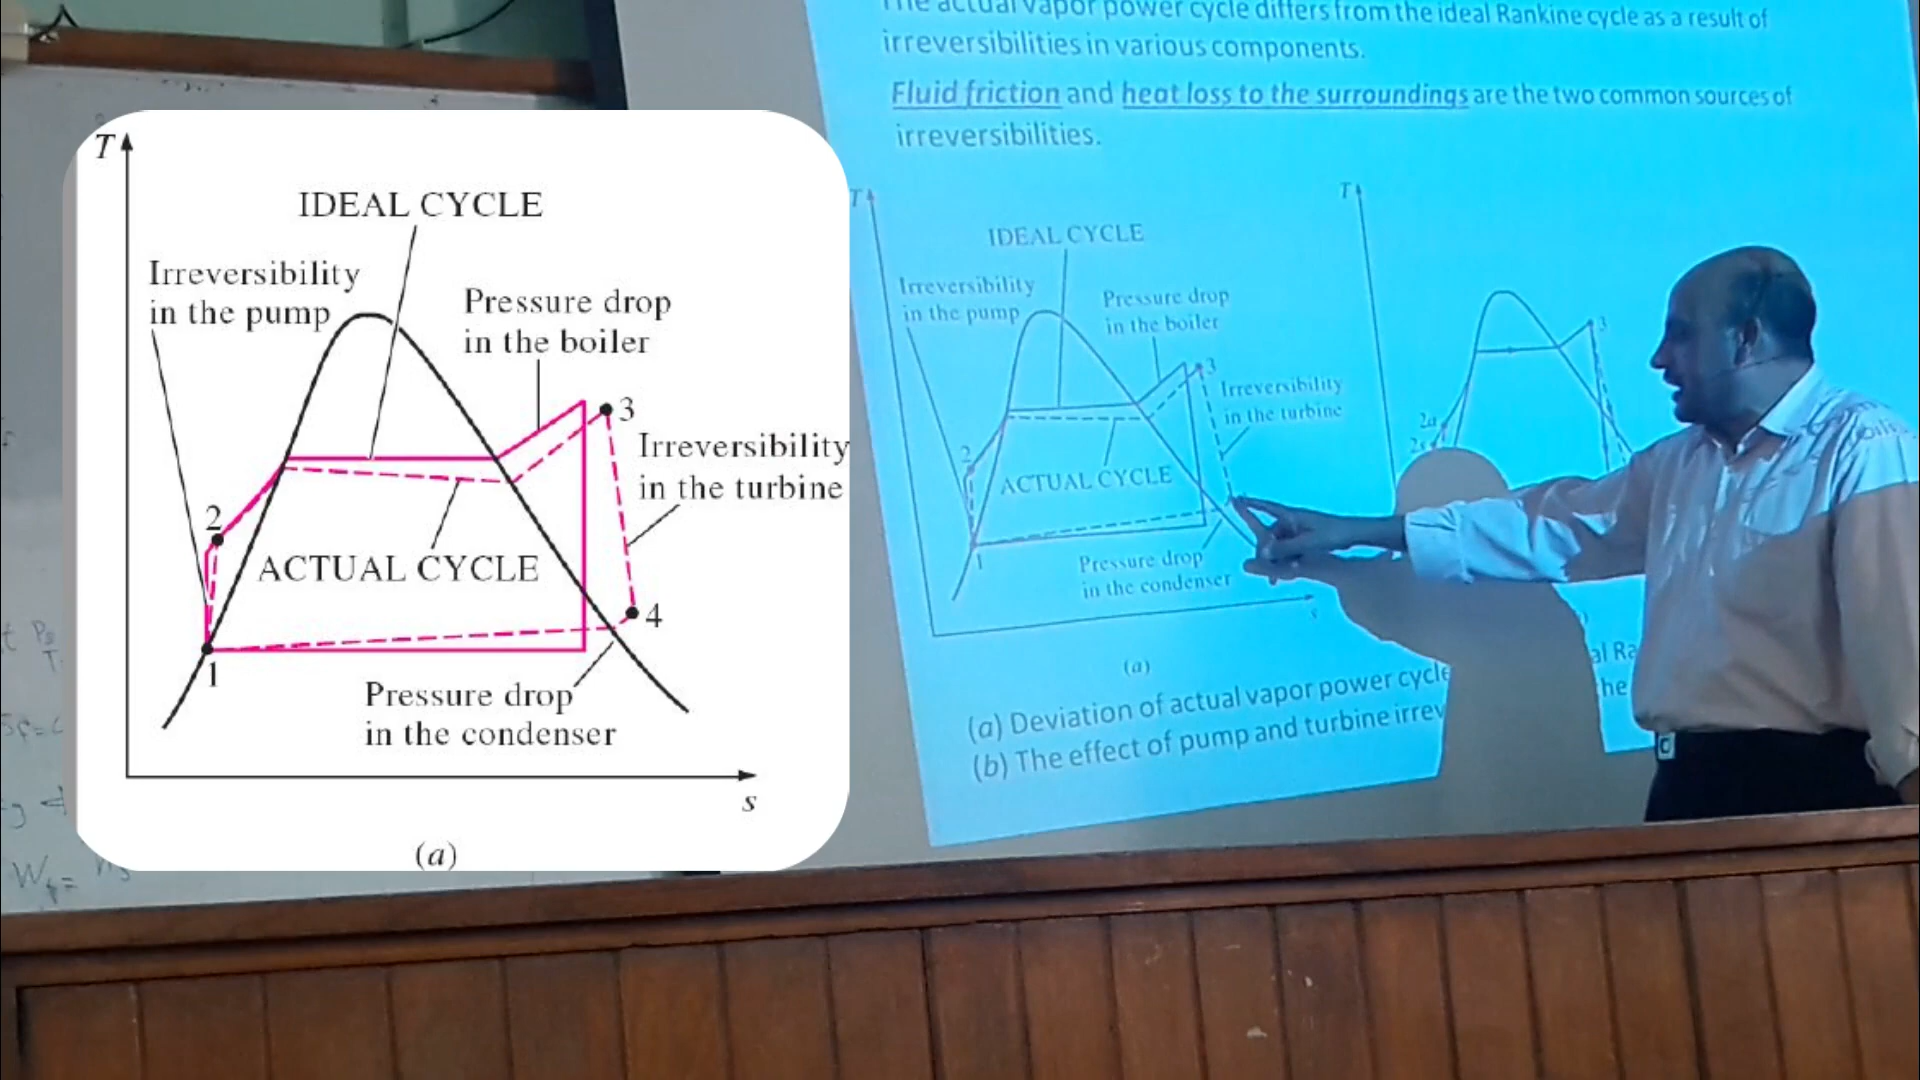 The actual vapor power cycle differs from the ideal Rankine cycle as a result of
irreversibilities in various components.
Fluid friction and heat loss to the surroundings are the two common sources of
irreversibilities.
T
IDEAL CYCLE
Irreversibility
in the pump
Pressure drop
in the boiler
3
Irreversibility
in the turbine
2
ACTUAL CYCLE
4
1
Pressure drop
in the condenser
s
(a)
T
IDEAL CYCLE
Irreversibility
in the pump
Pressure drop
in the boiler
3
Irreversibility
in the turbine
2
ACTUAL CYCLE
1
Pressure drop
in the condenser
s
(a)
T
3
2a
2s
(a) Deviation of actual vapor power cycle
(b) The effect of pump and turbine